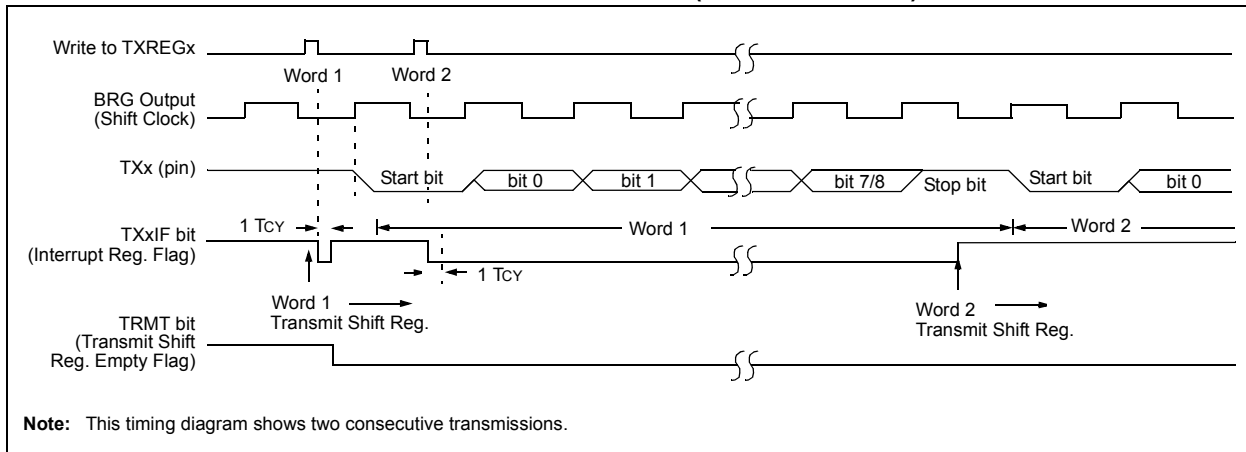 Write to TXREGx
Word 1
Word 2
BRG Output
(Shift Clock)
TXx (pin)
Start bit
bit 0
bit 1
bit 7/8
Stop bit
Start bit
bit 0
1 TCY
Word 1
Word 2
TXxIF bit
(Interrupt Reg. Flag)
1 TCY
Word 1
Transmit Shift Reg.
Word 2
Transmit Shift Reg.
TRMT bit
(Transmit Shift
Reg. Empty Flag)
Note: This timing diagram shows two consecutive transmissions.